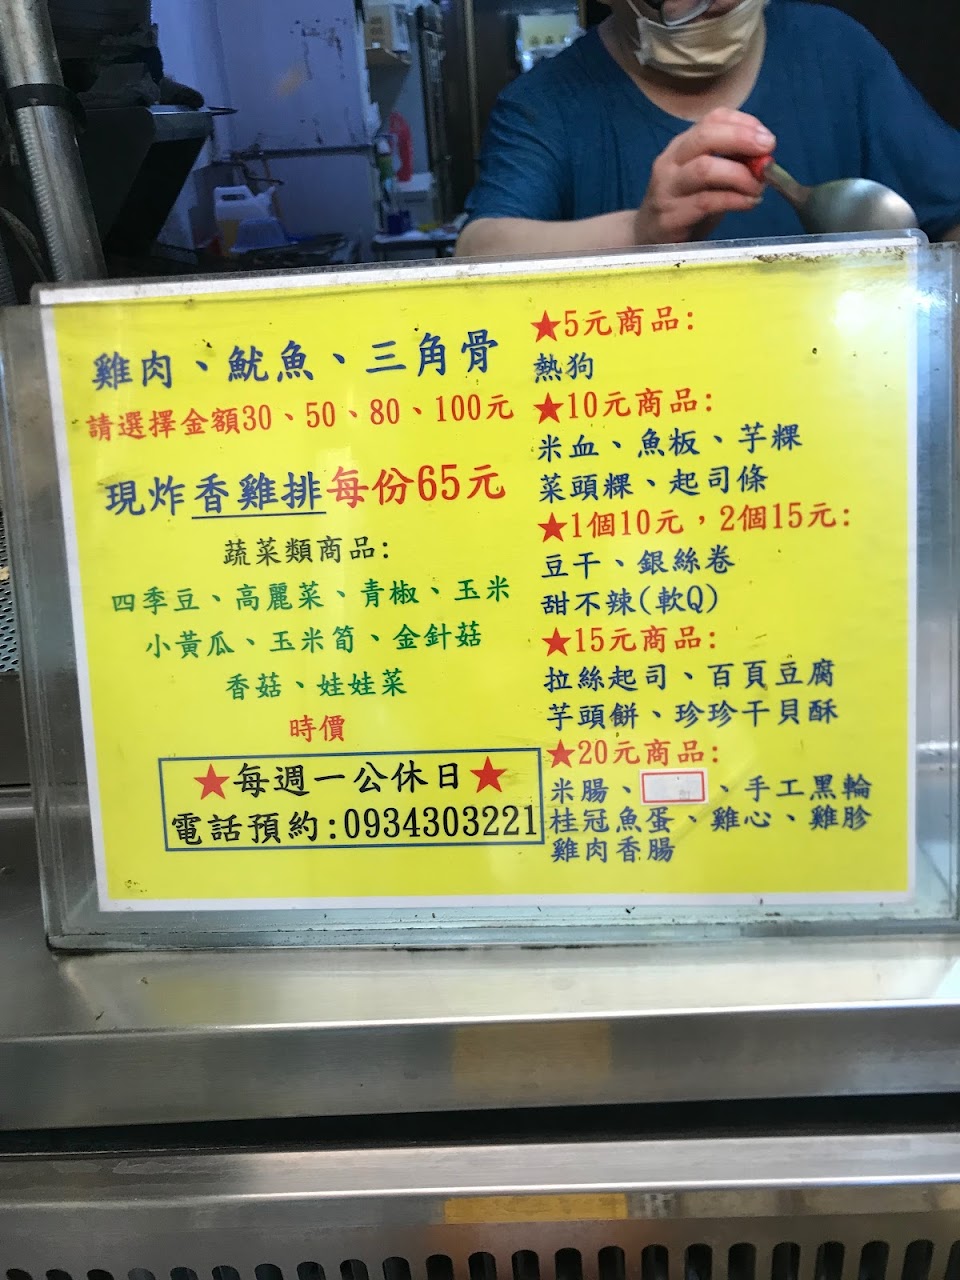 雞肉、魷魚、三角骨
請選擇金額30、50、80、100元
現炸香雞排每份65元
蔬菜類商品:
四季豆、高麗菜、青椒、玉米
小黃瓜、玉米筍、金針菇
香菇、娃娃菜
時價
★每週一公休日★
電話預約:0934303221
★5元商品:
熱狗
★10元商品:
米血、魚板、芋粿
菜頭粿、起司條
★1個10元，2個15元:
豆干、銀絲卷
甜不辣(軟Q)
★15元商品:
拉絲起司、百頁豆腐
芋頭餅、珍珍干貝酥
★20元商品:
米腸、 、手工黑輪
桂冠魚蛋、雞心、雞胗
雞肉香腸